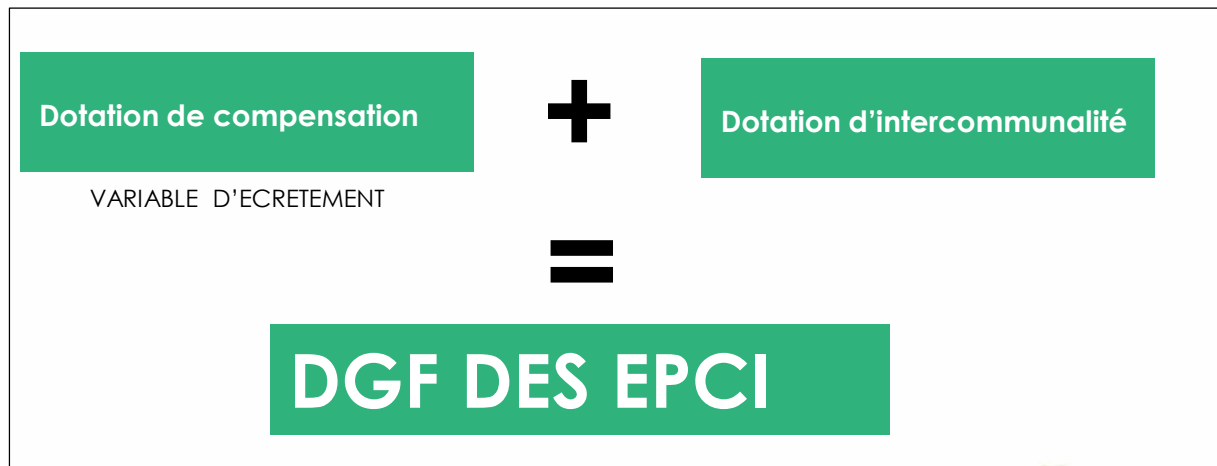 Dotation de compensation
+
Dotation d’intercommunalité
VARIABLE D’ECRETEMENT
=
DGF DES EPCI